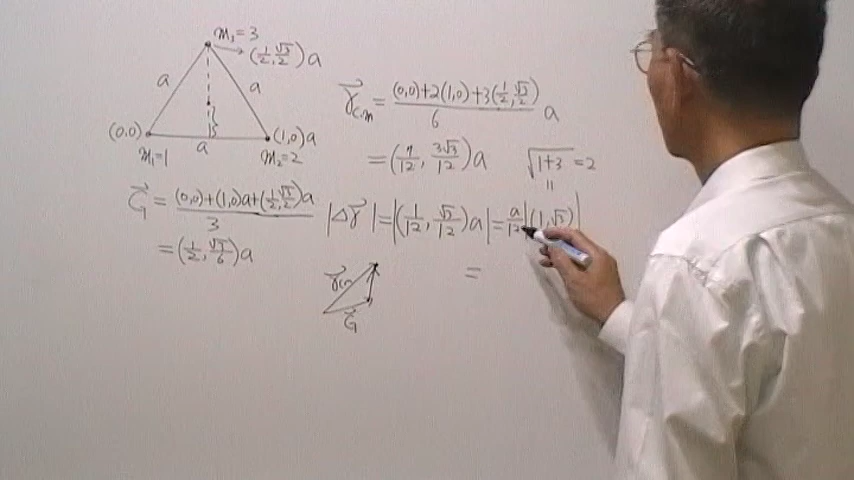 m₃=3
(1/2, √3/2)a
a
a
(0,0)
(1,0)a
a
m₁=1
m₂=2
r⃗c.m = ((0,0)+2(1,0)+3(1/2, √3/2))/6 a
=(7/12, 3√3/12)a
√(1+3) =2
||
G⃗ = ((0,0)+(1,0)a+(1/2, √3/2)a)/3
=(1/2, √3/6)a
|Δr⃗|=|(1/12, √3/12)a|=a/12|(1,√3)|
=
r⃗cm
G⃗